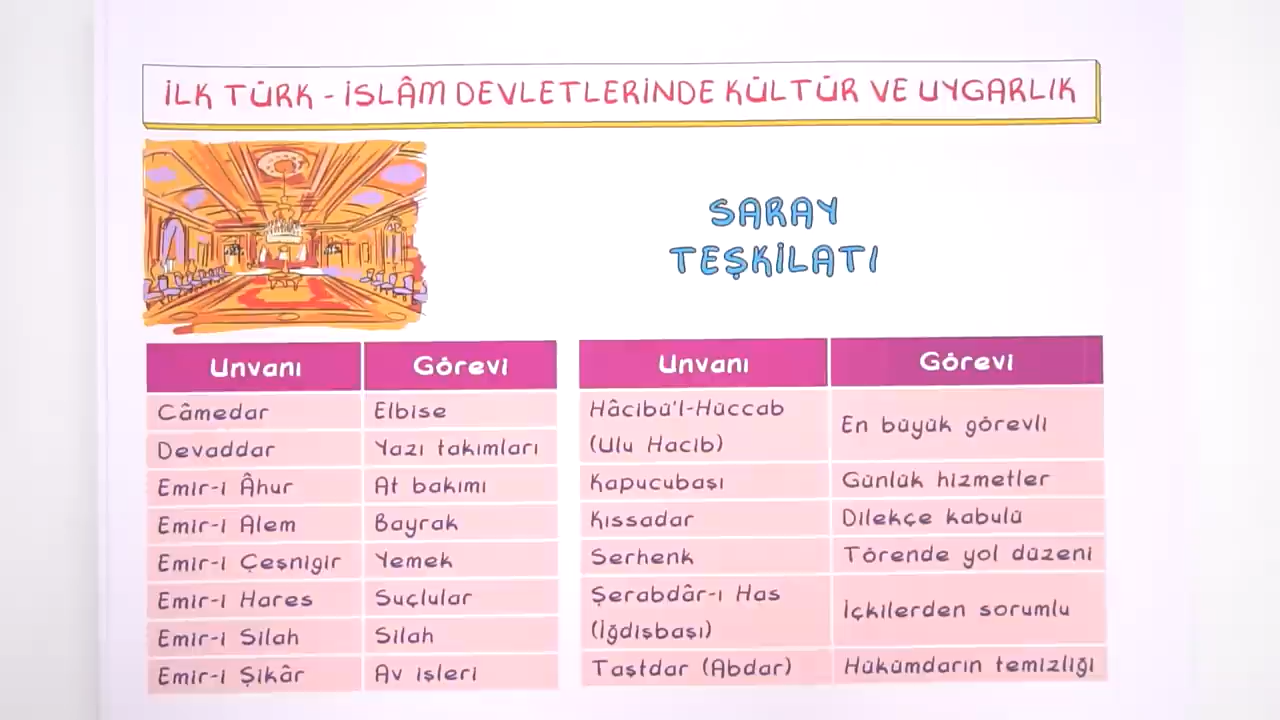 İLK TÜRK - İSLÂM DEVLETLERİNDE KÜLTÜR VE UYGARLIK
SARAY
TEŞKİLATI
Unvanı Görevi
Câmedar Elbise
Devaddar Yazı takımları
Emir-i Âhur At bakımı
Emir-i Alem Bayrak
Emir-i Çeşnigir Yemek
Emir-i Hares Suçlular
Emir-i Silah Silah
Emir-i Şikâr Av işleri
Unvanı Görevi
Hâcibü'l-Hüccab
(Ulu Hacib) En büyük görevli
Kapucubaşı Günlük hizmetler
Kıssadar Dilekçe kabulü
Serhenk Törende yol düzeni
Şerabdâr-ı Has
(İğdişbaşı) İçkilerden sorumlu
Taştdar (Abdar) Hükümdarın temizliği